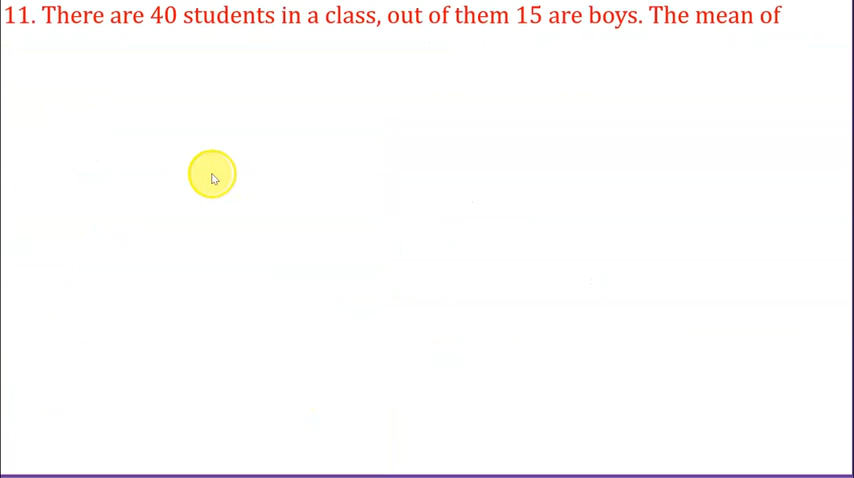 11. There are 40 students in a class, out of them 15 are boys. The mean of